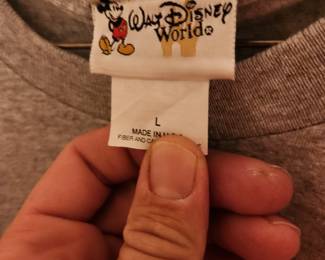 Walt Disney
World
L
MADE IN
FIBER AND